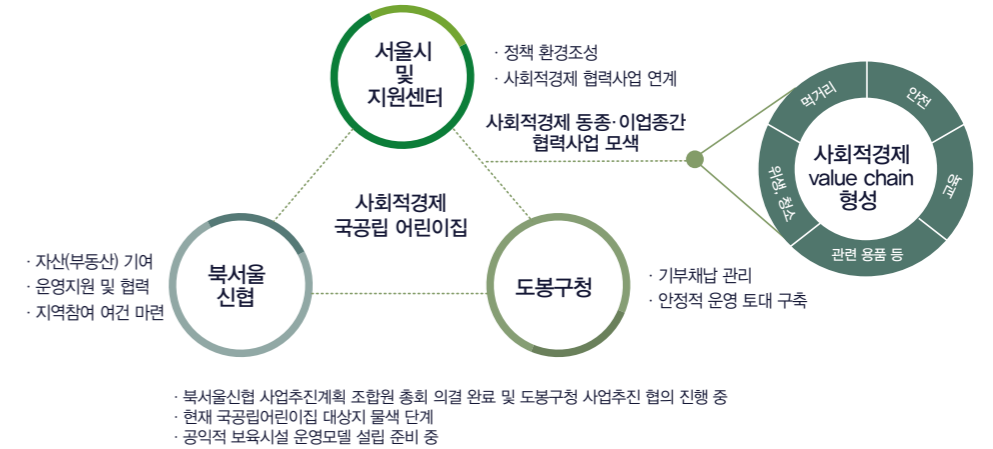 서울시
및
지원센터
· 정책 환경조성
· 사회적경제 협력사업 연계
사회적경제 동종·이업종간
협력사업 모색
먹거리
안전
교육
관련 용품 등
위생, 청소
사회적경제
value chain
형성
사회적경제
국공립 어린이집
· 자산(부동산) 기여
· 운영지원 및 협력
· 지역참여 여건 마련
북서울
신협
도봉구청
· 기부채납 관리
· 안정적 운영 토대 구축
· 북서울신협 사업추진계획 조합원 총회 의결 완료 및 도봉구청 사업추진 협의 진행 중
· 현재 국공립어린이집 대상지 물색 단계
· 공익적 보육시설 운영모델 설립 준비 중